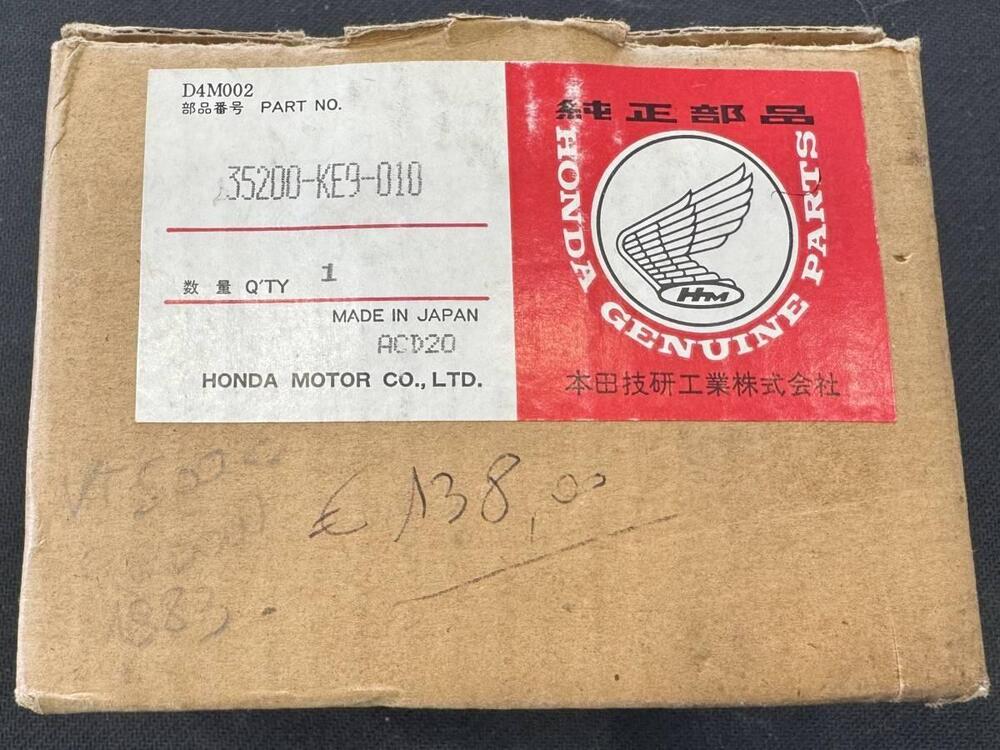 D4M002
部品番号 PART NO.
35200-KE9-010
数量 Q'TY 1
MADE IN JAPAN
ACD20
HONDA MOTOR CO., LTD.
純正部品
HONDA GENUINE PARTS
HM
本田技研工業株式会社
€ 138,00
1983